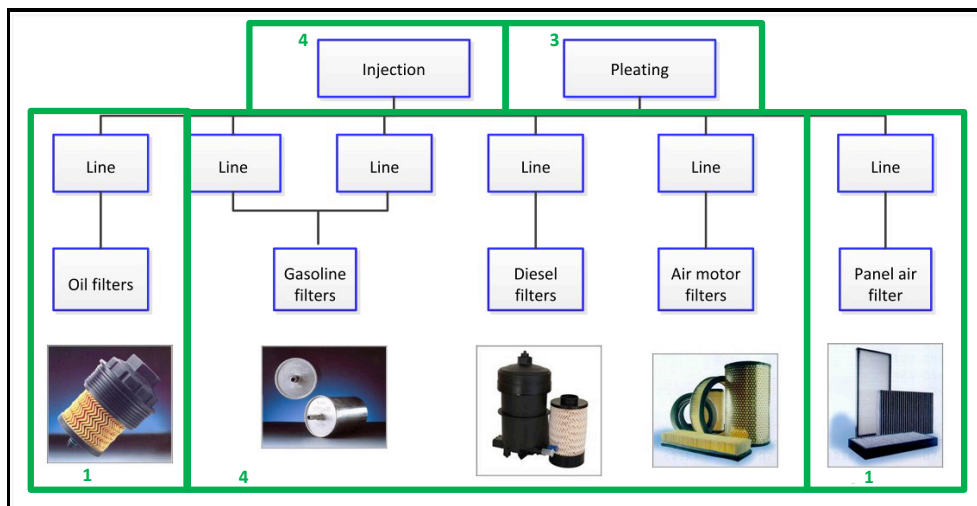 4
3
Injection
Pleating
Line
Line
Line
Line
Line
Line
Oil filters
Gasoline
filters
Diesel
filters
Air motor
filters
Panel air
filter
1
4
1